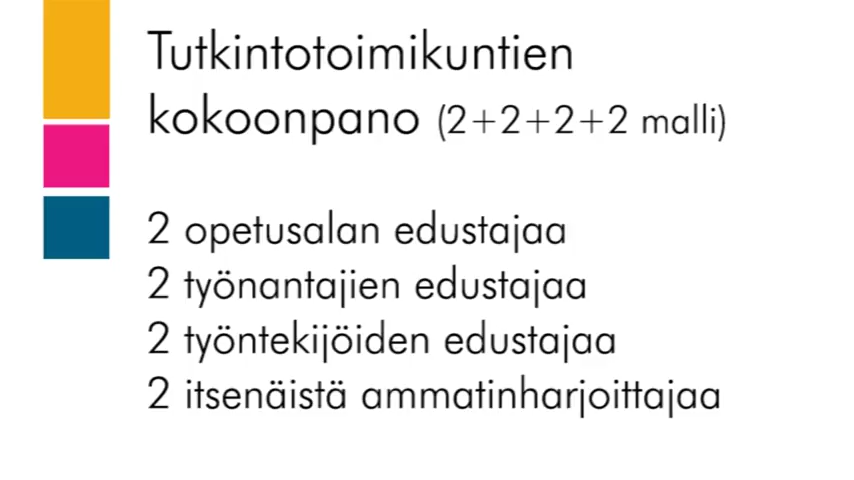 Tutkintotoimikuntien
kokoonpano (2+2+2+2 malli)
2 opetusalan edustajaa
2 työnantajien edustajaa
2 työntekijöiden edustajaa
2 itsenäistä ammatinharjoittajaa